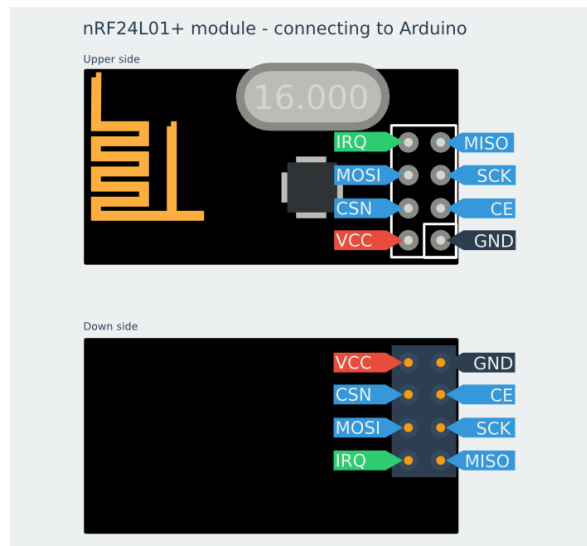 nRF24L01+ module - connecting to Arduino
Upper side
16.000
IRQ MISO
MOSI SCK
CSN CE
VCC GND
Down side
VCC GND
CSN CE
MOSI SCK
IRQ MISO